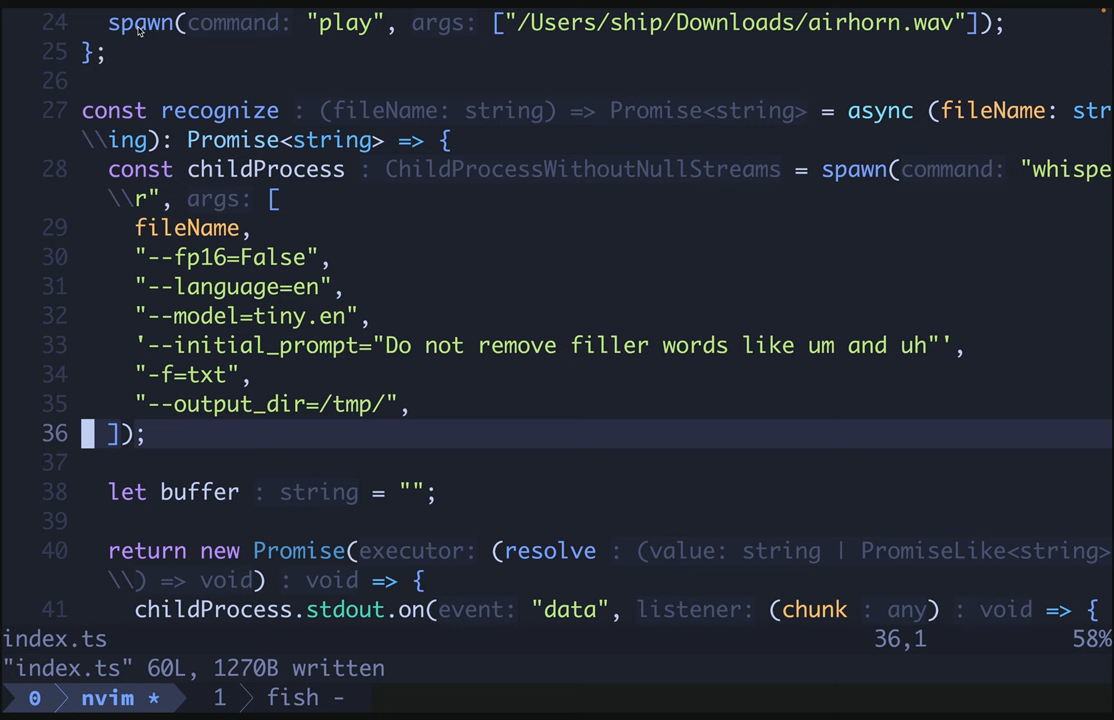 24 spawn(command: "play", args: ["/Users/ship/Downloads/airhorn.wav"]);
25 };
26
27 const recognize : (fileName: string) => Promise<string> = async (fileName: str
\\ing): Promise<string> => {
28 const childProcess : ChildProcessWithoutNullStreams = spawn(command: "whispe
\\r", args: [
29 fileName,
30 "--fp16=False",
31 "--language=en",
32 "--model=tiny.en",
33 '--initial_prompt="Do not remove filler words like um and uh"',
34 "-f=txt",
35 "--output_dir=/tmp/",
36 ]);
37
38 let buffer : string = "";
39
40 return new Promise(executor: (resolve : (value: string | PromiseLike<string>
\\) => void) : void => {
41 childProcess.stdout.on(event: "data", listener: (chunk : any) : void => {
index.ts 36,1 58%
"index.ts" 60L, 1270B written
0 nvim * 1 fish -